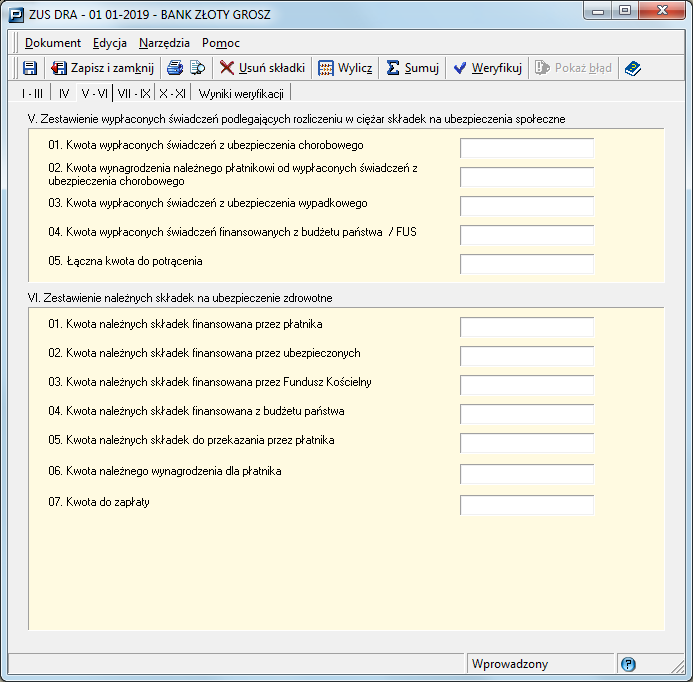 ZUS DRA - 01 01-2019 - BANK ZŁOTY GROSZ
Dokument Edycja Narzędzia Pomoc
Zapisz i zamknij Usuń składki Wylicz Sumuj Weryfikuj Pokaż błąd
I - III IV V - VI VII - IX X - XI Wyniki weryfikacji
V. Zestawienie wypłaconych świadczeń podlegających rozliczeniu w ciężar składek na ubezpieczenia społeczne
01. Kwota wypłaconych świadczeń z ubezpieczenia chorobowego
02. Kwota wynagrodzenia należnego płatnikowi od wypłaconych świadczeń z
ubezpieczenia chorobowego
03. Kwota wypłaconych świadczeń z ubezpieczenia wypadkowego
04. Kwota wypłaconych świadczeń finansowanych z budżetu państwa / FUS
05. Łączna kwota do potrącenia
VI. Zestawienie należnych składek na ubezpieczenie zdrowotne
01. Kwota należnych składek finansowana przez płatnika
02. Kwota należnych składek finansowana przez ubezpieczonych
03. Kwota należnych składek finansowana przez Fundusz Kościelny
04. Kwota należnych składek finansowana z budżetu państwa
05. Kwota należnych składek do przekazania przez płatnika
06. Kwota należnego wynagrodzenia dla płatnika
07. Kwota do zapłaty
Wprowadzony